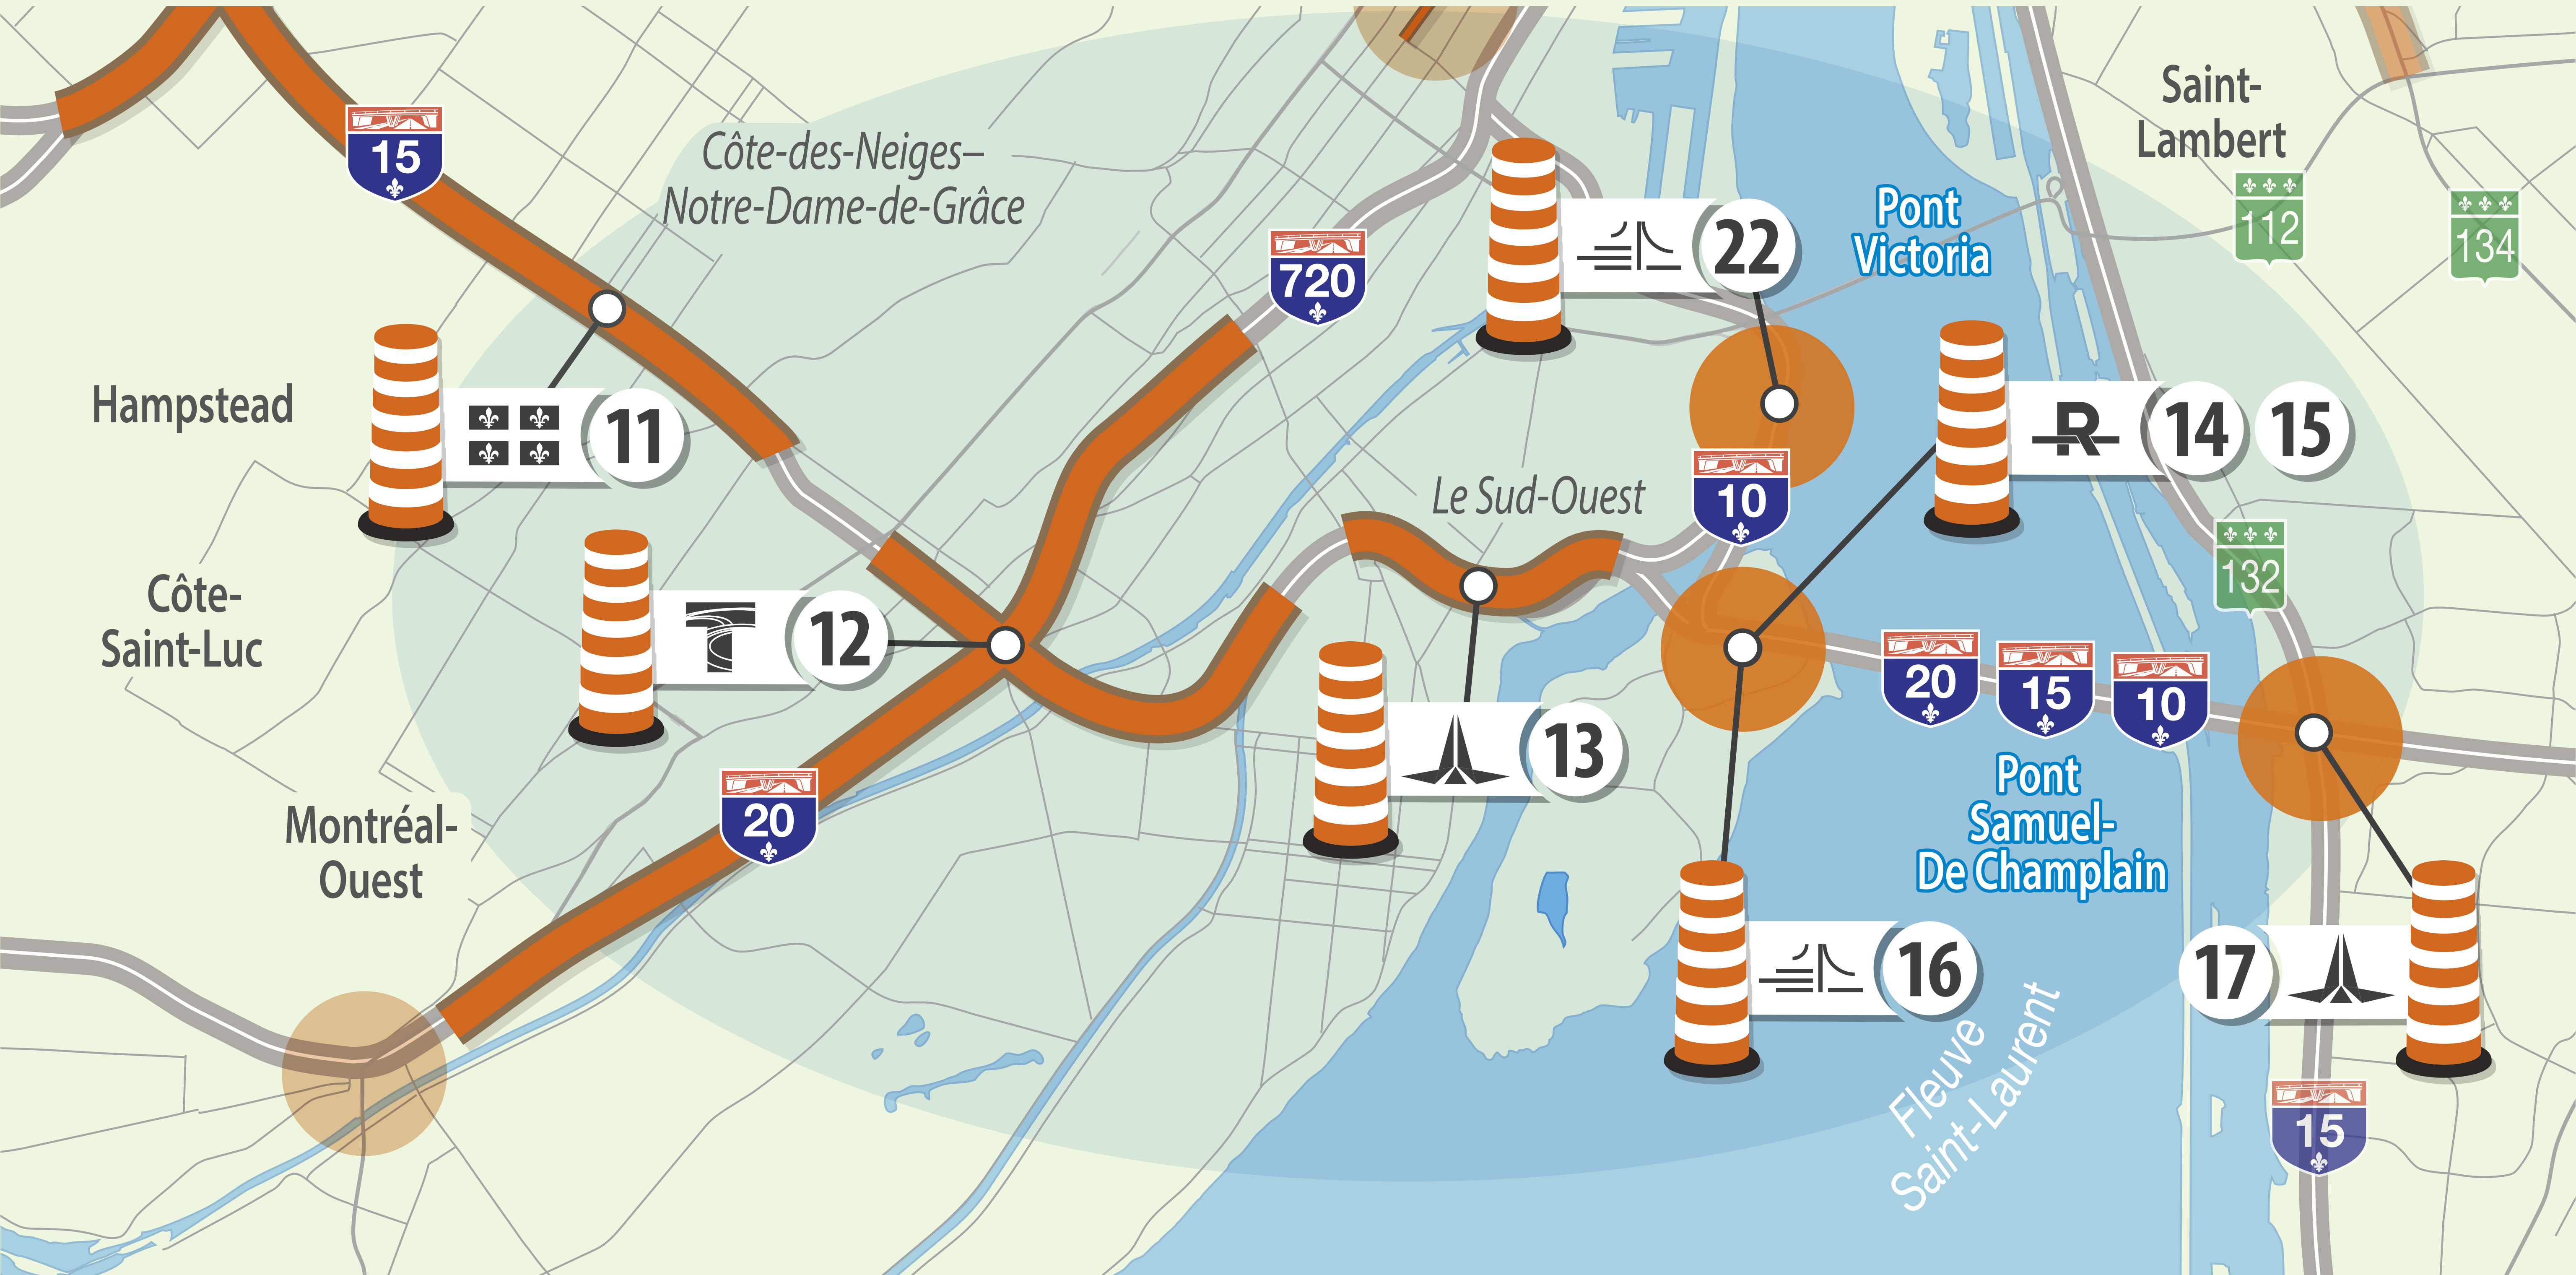 15
Côte-des-Neiges–
Notre-Dame-de-Grâce
720
22
Pont
Victoria
Saint-
Lambert
112
134
Hampstead
11
Le Sud-Ouest
10
14 15
132
Côte-
Saint-Luc
12
13
20
15
10
Pont
Samuel-
De Champlain
Montréal-
Ouest
20
16
17
Fleuve
Saint-Laurent
15